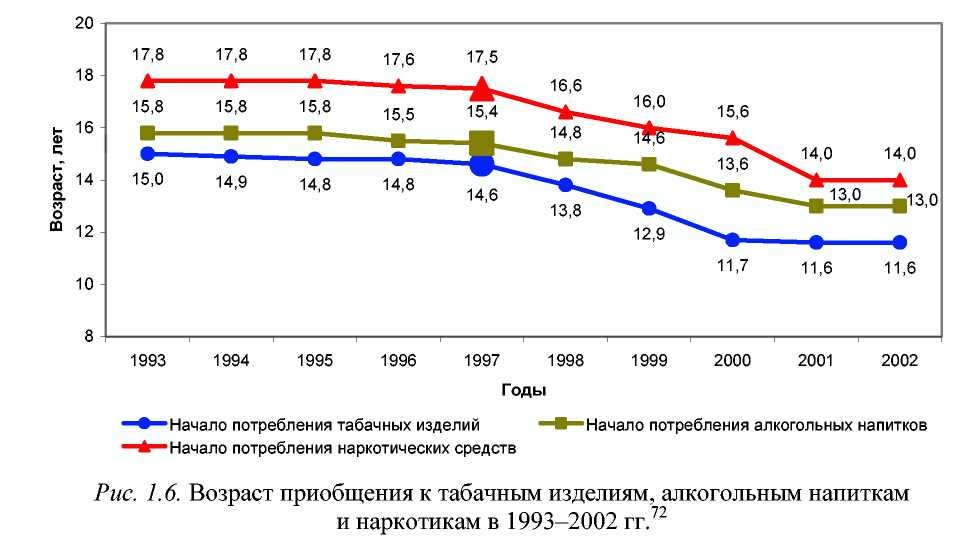 20
17,8 17,8 17,8 17,6 17,5
18
16,6
16,0 15,6
15,8 15,8 15,8 15,5 15,4
16
14,8 14,6
14,0 14,0
13,6
14
13,0 13,0
15,0 14,9 14,8 14,8 14,6
13,8
12
12,9
11,7 11,6 11,6
10
8
Возраст, лет
1993 1994 1995 1996 1997 1998 1999 2000 2001 2002
Годы
Начало потребления табачных изделий Начало потребления алкогольных напитков
Начало потребления наркотических средств
Рис. 1.6. Возраст приобщения к табачным изделиям, алкогольным напиткам
и наркотикам в 1993–2002 гг.72